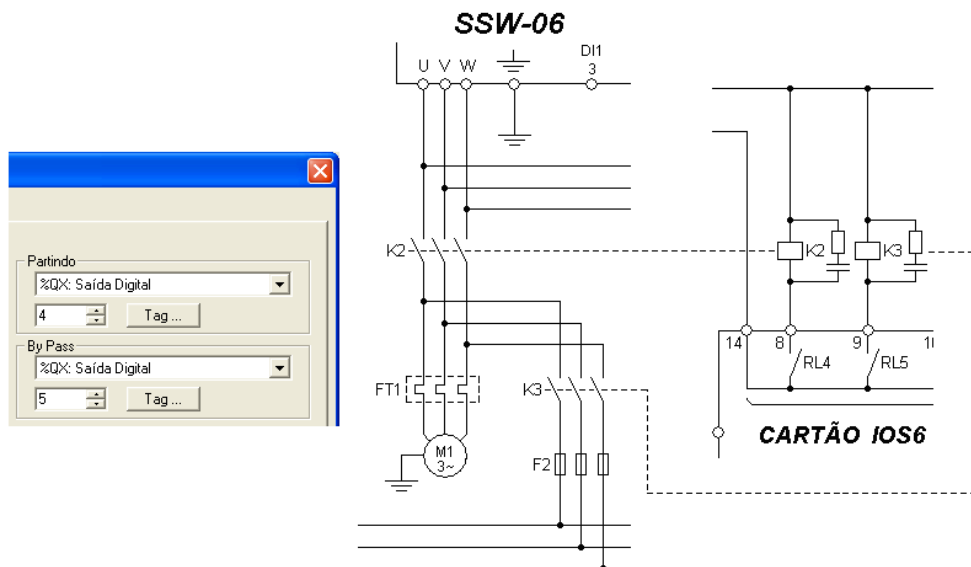 SSW-06
U V W
DI1
3
Partindo
%QX: Saída Digital
4
Tag ...
By Pass
%QX: Saída Digital
5
Tag ...
K2
K2
K3
14
8
9
RL4
RL5
FT1
K3
M1
3~
F2
CARTÃO IOS6